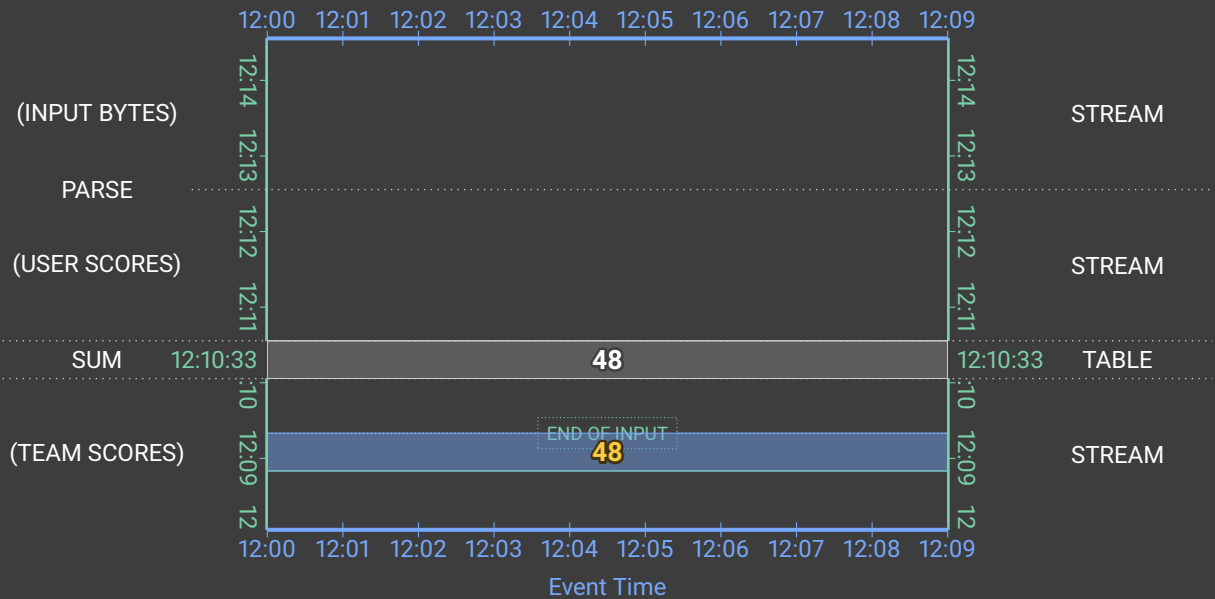 12:00 12:01 12:02 12:03 12:04 12:05 12:06 12:07 12:08 12:09
12:14 12:14
(INPUT BYTES) STREAM
12:13 12:13
PARSE
12:12 12:12
(USER SCORES) STREAM
12:11 12:11
SUM 12:10:33 48 12:10:33 TABLE
:10 :10
END OF INPUT
(TEAM SCORES) 12:09 48 12:09 STREAM
12 12
12:00 12:01 12:02 12:03 12:04 12:05 12:06 12:07 12:08 12:09
Event Time